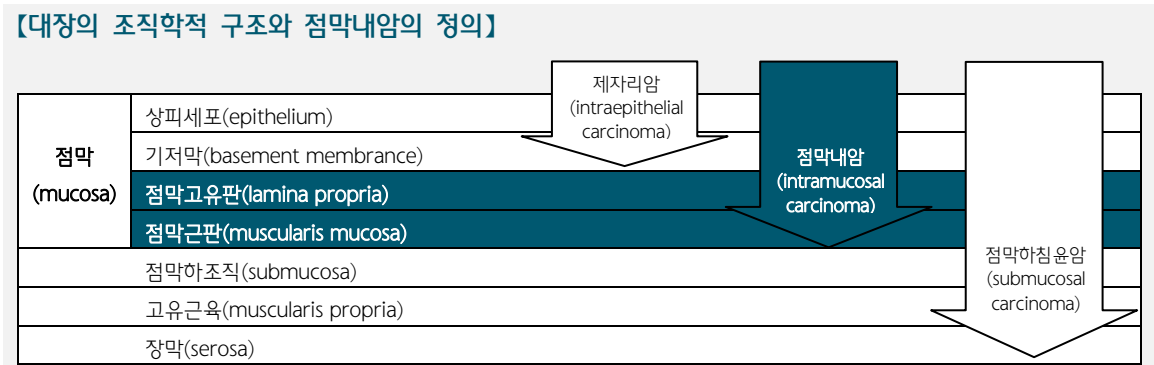 【대장의 조직학적 구조와 점막내암의 정의】
제자리암
(intraepithelial
carcinoma)
점막내암
(intramucosal
carcinoma)
점막하침윤암
(submucosal
carcinoma)
점막
(mucosa)
상피세포(epithelium)
기저막(basement membrance)
점막고유판(lamina propria)
점막근판(muscularis mucosa)
점막하조직(submucosa)
고유근육(muscularis propria)
장막(serosa)